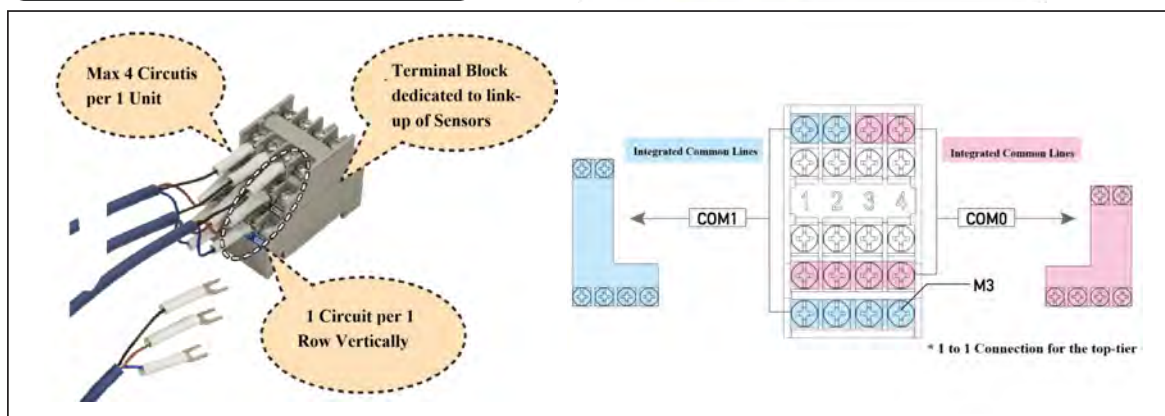 Max 4 Circutis
per 1 Unit
Terminal Block
dedicated to link-
up of Sensors
1 Circuit per 1
Row Vertically
Integrated Common Lines
Integrated Common Lines
1 2 3 4
COM1
COM0
M3
* 1 to 1 Connection for the top-tier